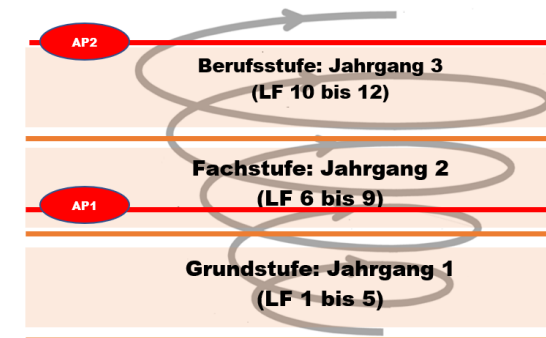 AP2
Berufsstufe: Jahrgang 3
(LF 10 bis 12)
Fachstufe: Jahrgang 2
(LF 6 bis 9)
AP1
Grundstufe: Jahrgang 1
(LF 1 bis 5)